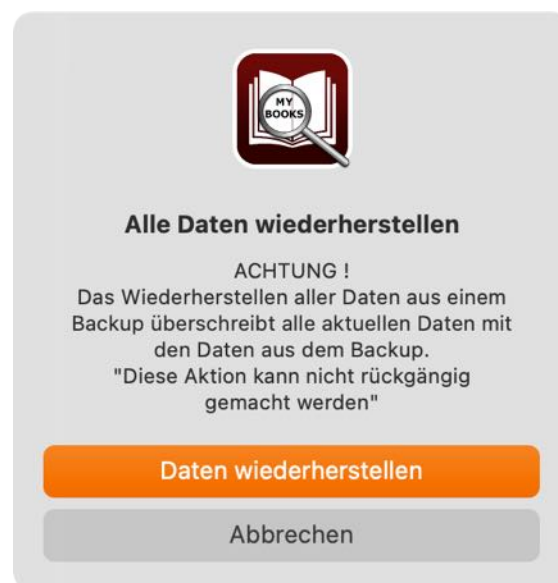 MY
BOOKS
Alle Daten wiederherstellen
ACHTUNG !
Das Wiederherstellen aller Daten aus einem
Backup überschreibt alle aktuellen Daten mit
den Daten aus dem Backup.
"Diese Aktion kann nicht rückgängig
gemacht werden"
Daten wiederherstellen
Abbrechen